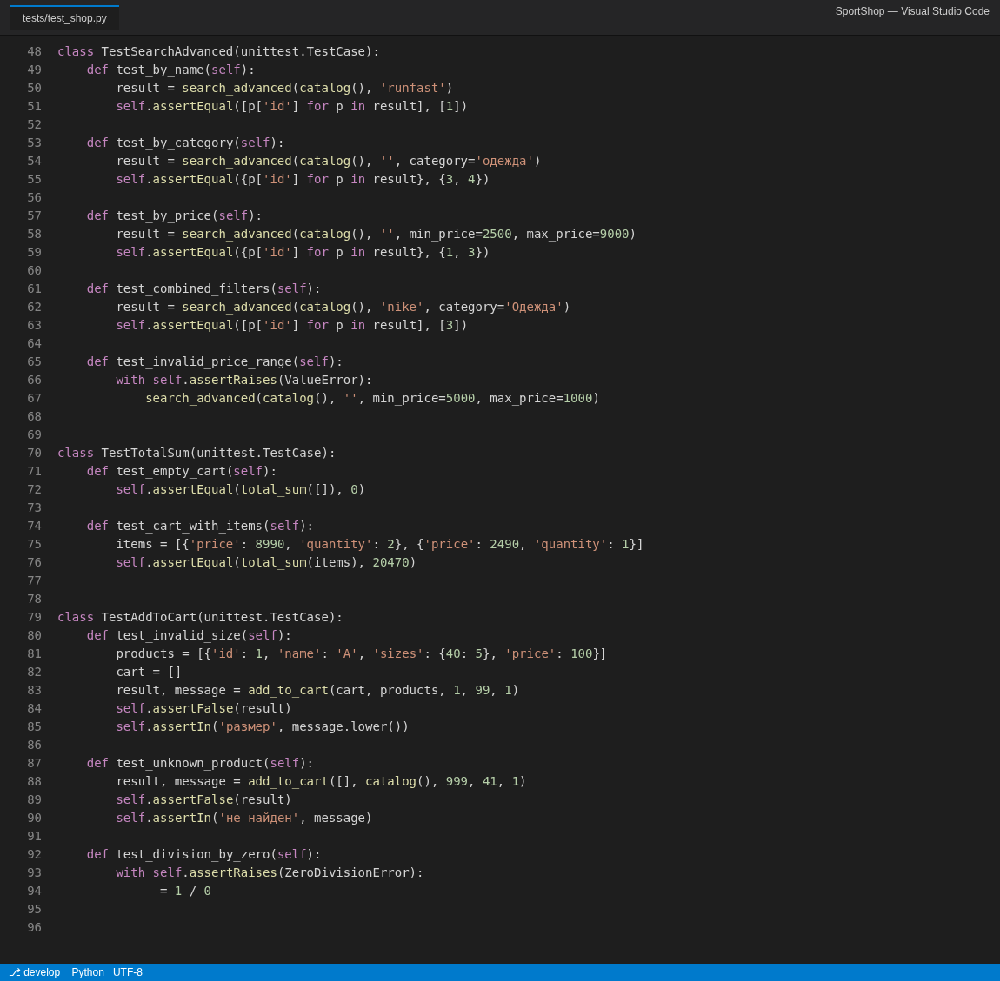 tests/test_shop.py
SportShop — Visual Studio Code
48 class TestSearchAdvanced(unittest.TestCase):
49     def test_by_name(self):
50         result = search_advanced(catalog(), 'runfast')
51         self.assertEqual([p['id'] for p in result], [1])
52
53     def test_by_category(self):
54         result = search_advanced(catalog(), '', category='одежда')
55         self.assertEqual({p['id'] for p in result}, {3, 4})
56
57     def test_by_price(self):
58         result = search_advanced(catalog(), '', min_price=2500, max_price=9000)
59         self.assertEqual({p['id'] for p in result}, {1, 3})
60
61     def test_combined_filters(self):
62         result = search_advanced(catalog(), 'nike', category='Одежда')
63         self.assertEqual([p['id'] for p in result], [3])
64
65     def test_invalid_price_range(self):
66         with self.assertRaises(ValueError):
67             search_advanced(catalog(), '', min_price=5000, max_price=1000)
68
69
70 class TestTotalSum(unittest.TestCase):
71     def test_empty_cart(self):
72         self.assertEqual(total_sum([]), 0)
73
74     def test_cart_with_items(self):
75         items = [{'price': 8990, 'quantity': 2}, {'price': 2490, 'quantity': 1}]
76         self.assertEqual(total_sum(items), 20470)
77
78
79 class TestAddToCart(unittest.TestCase):
80     def test_invalid_size(self):
81         products = [{'id': 1, 'name': 'A', 'sizes': {40: 5}, 'price': 100}]
82         cart = []
83         result, message = add_to_cart(cart, products, 1, 99, 1)
84         self.assertFalse(result)
85         self.assertIn('размер', message.lower())
86
87     def test_unknown_product(self):
88         result, message = add_to_cart([], catalog(), 999, 41, 1)
89         self.assertFalse(result)
90         self.assertIn('не найден', message)
91
92     def test_division_by_zero(self):
93         with self.assertRaises(ZeroDivisionError):
94             _ = 1 / 0
95
96
⎇ develop Python UTF-8